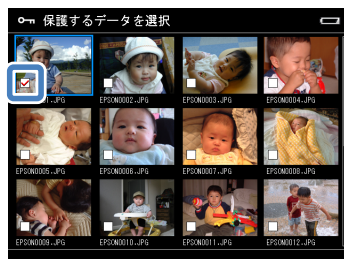 保護するデータを選択
1.JPG
EPSON0002.JPG
EPSON0003.JPG
EPSON0004.JPG
EPSON0005.JPG
EPSON0006.JPG
EPSON0007.JPG
EPSON0008.JPG
EPSON0009.JPG
EPSON0010.JPG
EPSON0011.JPG
EPSON0012.JPG